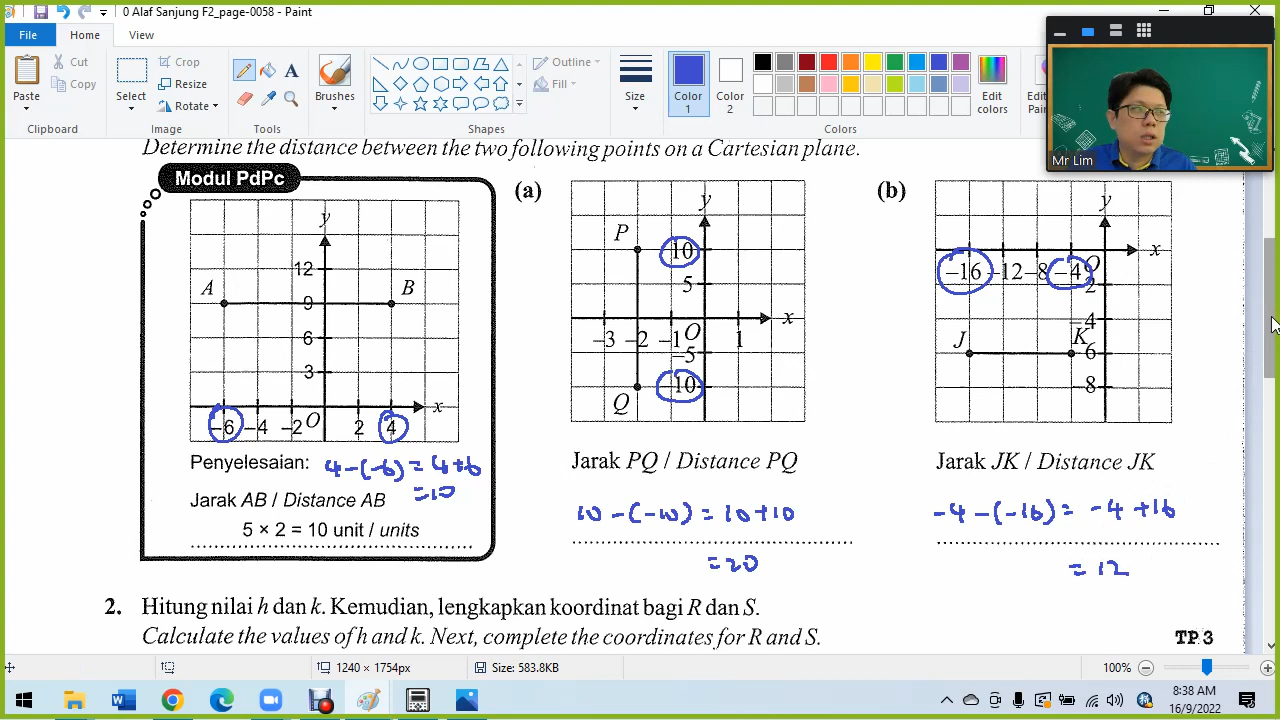 0 Alaf Sanjung F2_page-0058 - Paint
File
Home
View
Paste
Cut
Copy
Clipboard
Select
Crop
Resize
Rotate
Image
Tools
Brushes
Shapes
Outline
Fill
Size
Color 1
Color 2
Colors
Edit colors
Edit
Mr Lim
Determine the distance between the two following points on a Cartesian plane.
Modul PdPc
y
12
A
B
9
6
3
O
x
–6 –4 –2 2 4
Penyelesaian: 4-(-6) = 4+6
=10
Jarak AB / Distance AB
5 × 2 = 10 unit / units
(a)
y
P
10
5
x
–3 –2 –1 O 1
–5
10
Q
Jarak PQ / Distance PQ
10 -(-10) = 10+10
=20
(b)
y
x
–16 –12 –8 –4 O
2
–4
J
K
6
8
Jarak JK / Distance JK
-4 -(-16) = -4 +16
= 12
2. Hitung nilai h dan k. Kemudian, lengkapkan koordinat bagi R dan S.
Calculate the values of h and k. Next, complete the coordinates for R and S.
TP 3
1240 × 1754px
Size: 583.8KB
100%
8:38 AM
16/9/2022